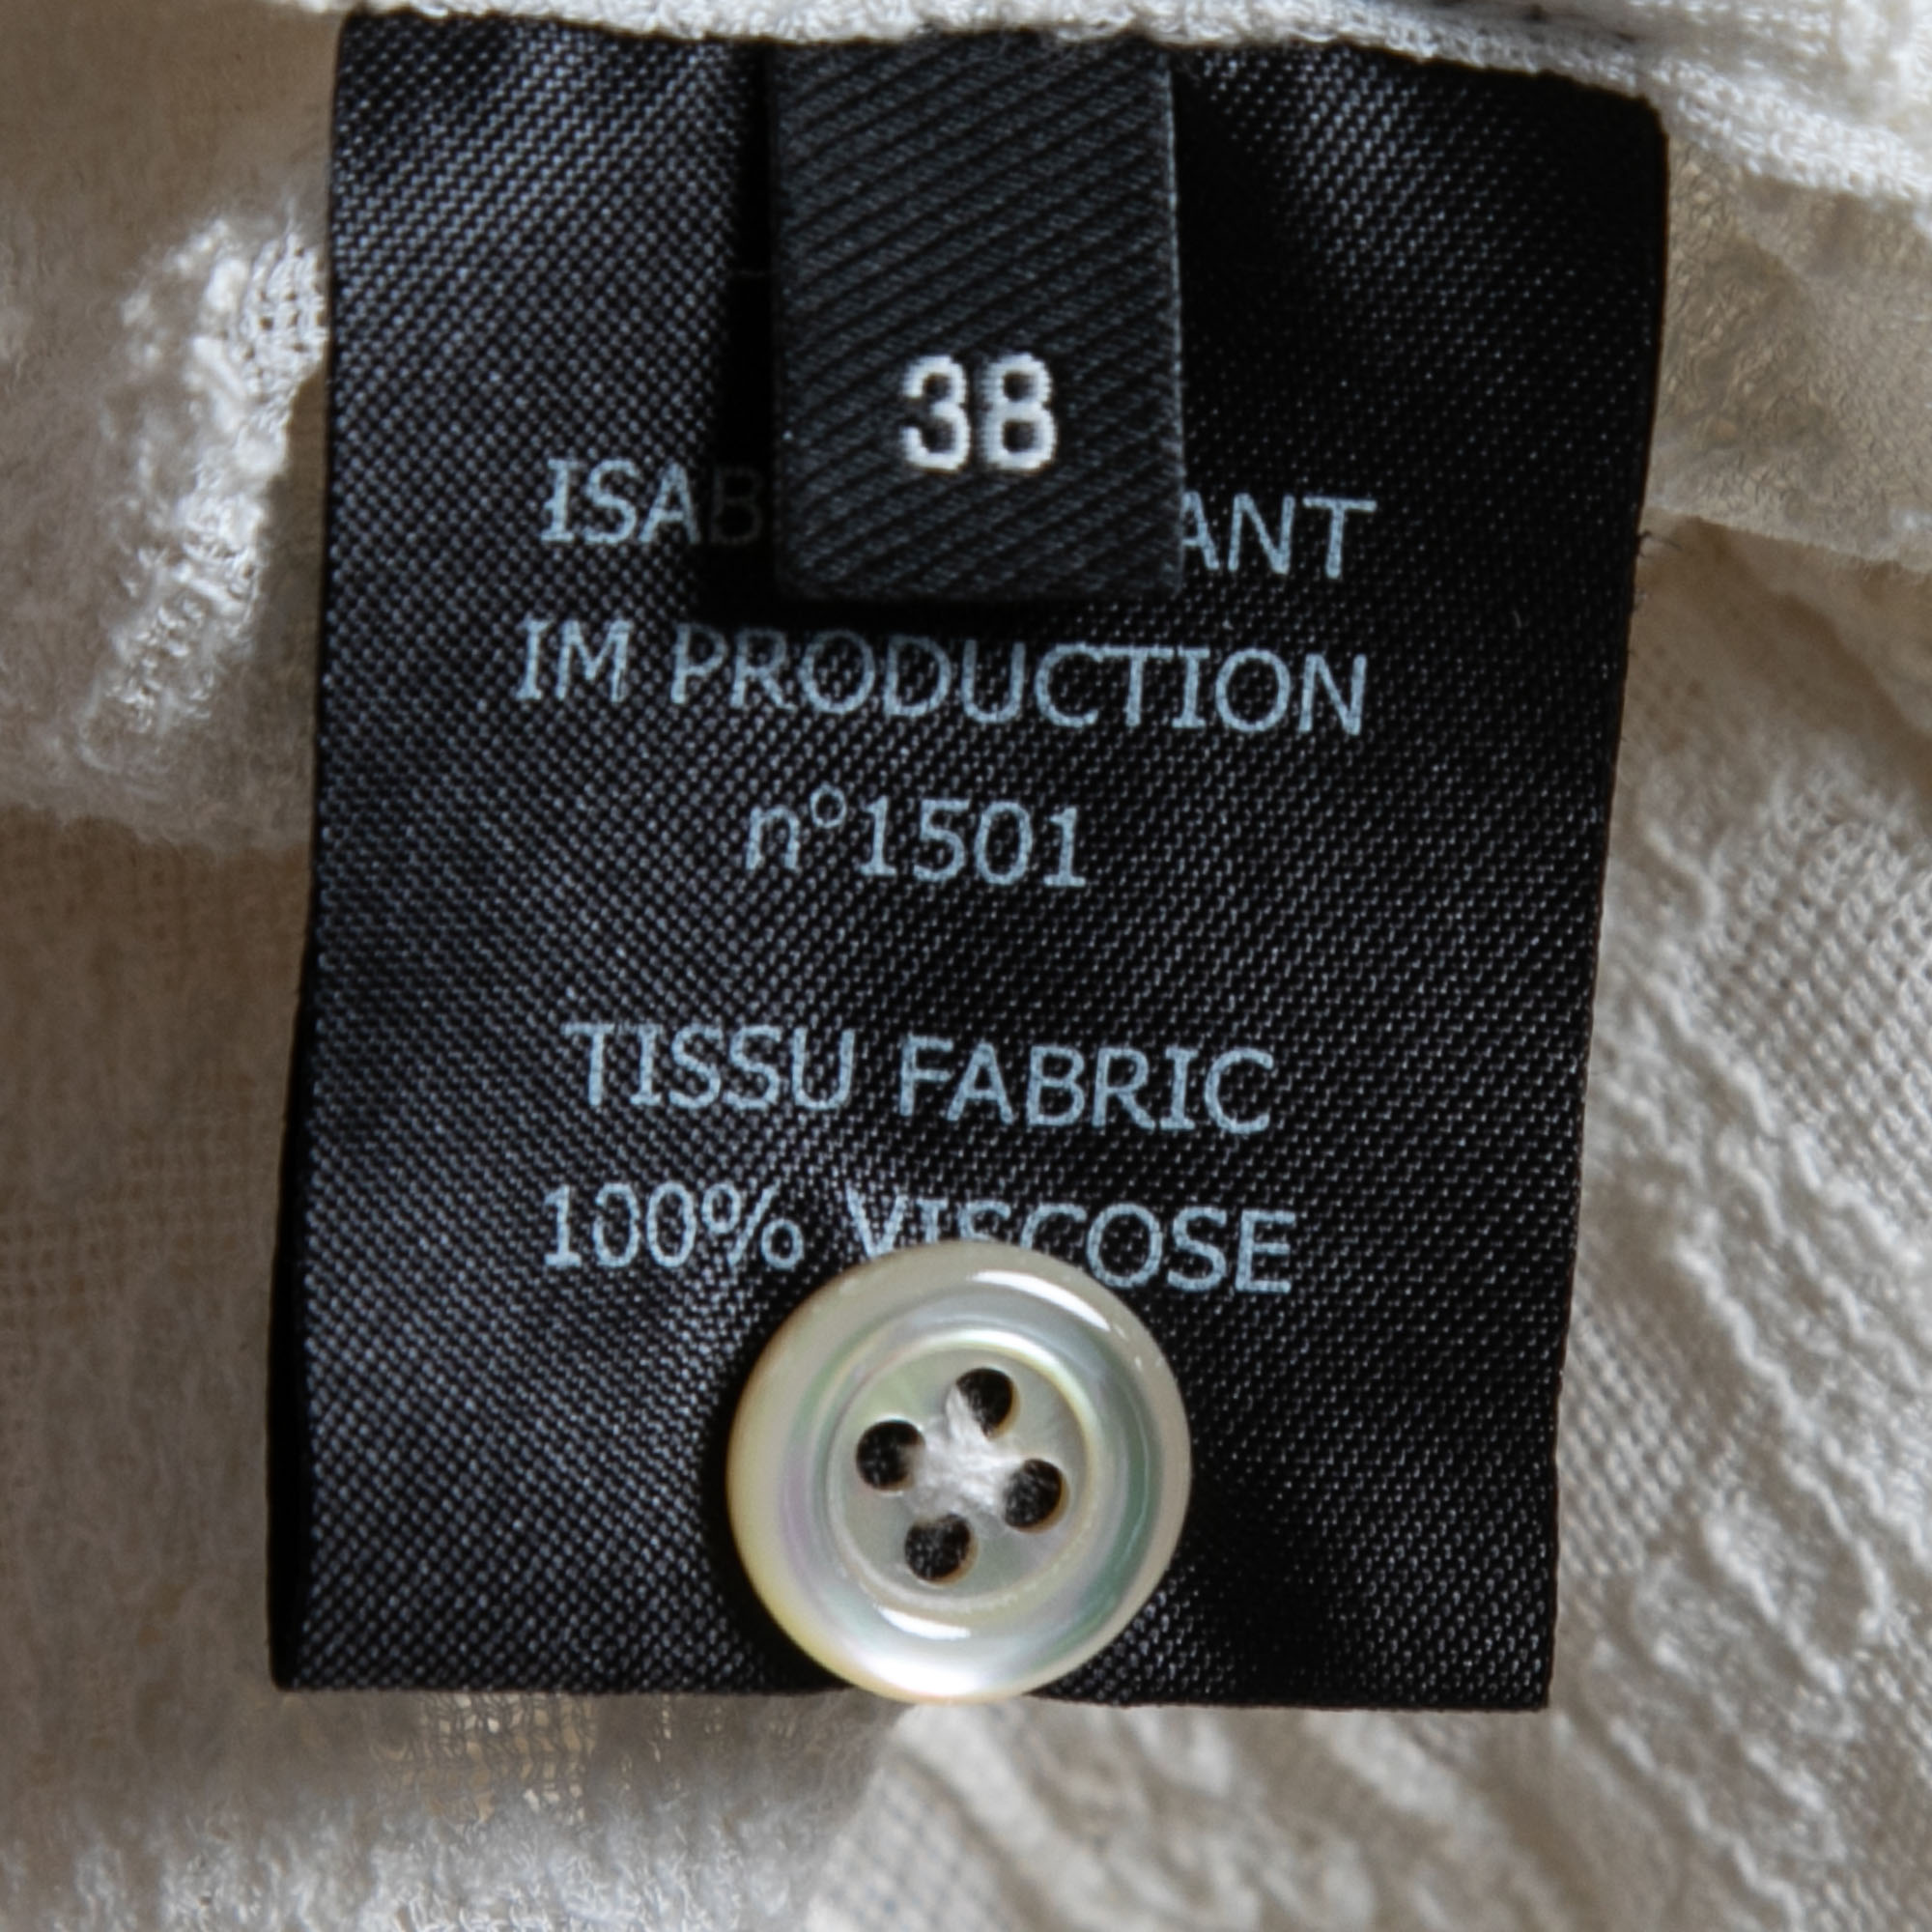 38
ISAB ANT
IM PRODUCTION
n°1501
TISSU FABRIC
100% VISCOSE